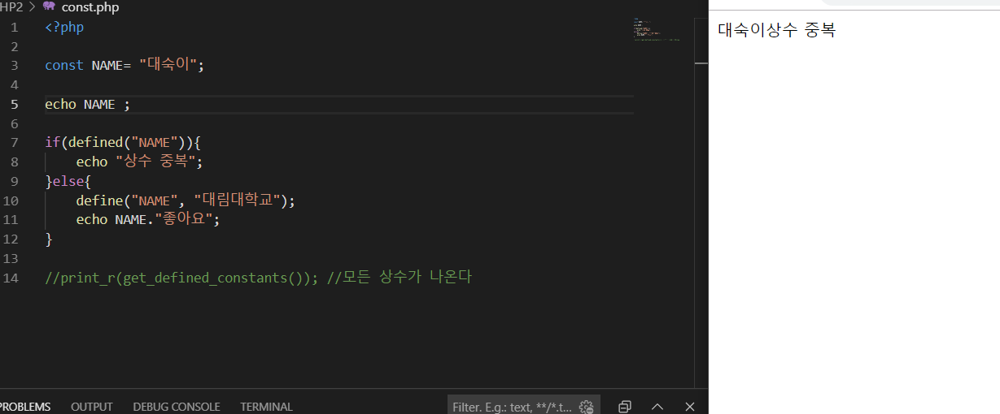 HP2 > const.php
1 <?php
2
3 const NAME= "대숙이";
4
5 echo NAME ;
6
7 if(defined("NAME")){
8     echo "상수 중복";
9 }else{
10     define("NAME", "대림대학교");
11     echo NAME."좋아요";
12 }
13
14 //print_r(get_defined_constants()); //모든 상수가 나온다
PROBLEMS OUTPUT DEBUG CONSOLE TERMINAL Filter. E.g.: text, **/*.t...
대숙이상수 중복